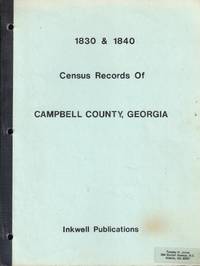 1830 & 1840
Census Records Of
CAMPBELL COUNTY, GEORGIA
Inkwell Publications